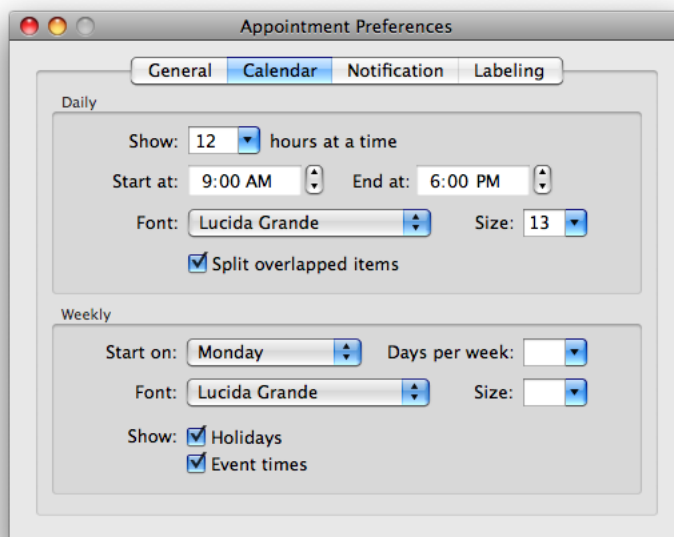 Appointment Preferences
General Calendar Notification Labeling
Daily
Show: 12 hours at a time
Start at: 9:00 AM End at: 6:00 PM
Font: Lucida Grande Size: 13
Split overlapped items
Weekly
Start on: Monday Days per week:
Font: Lucida Grande Size:
Show: Holidays
Event times